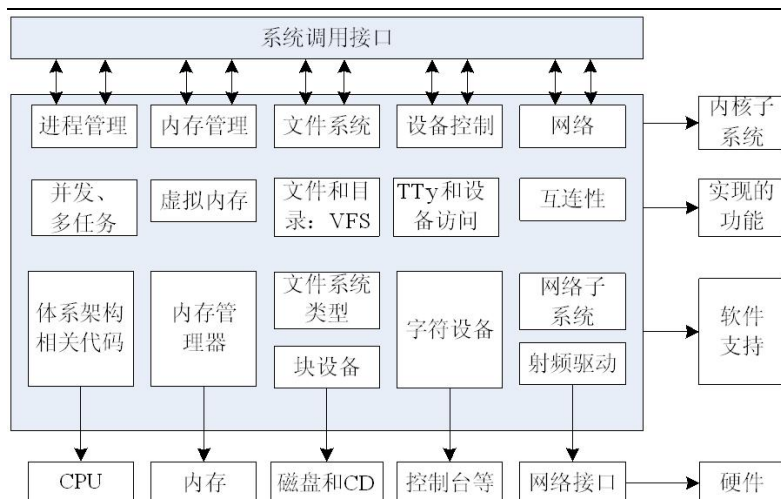 系统调用接口
进程管理
内存管理
文件系统
设备控制
网络
内核子
系统
并发、
多任务
虚拟内存
文件和目
录：VFS
TTy和设
备访问
互连性
实现的
功能
体系架构
相关代码
内存管
理器
文件系统
类型
块设备
字符设备
网络子
系统
射频驱动
软件
支持
CPU
内存
磁盘和CD
控制台等
网络接口
硬件